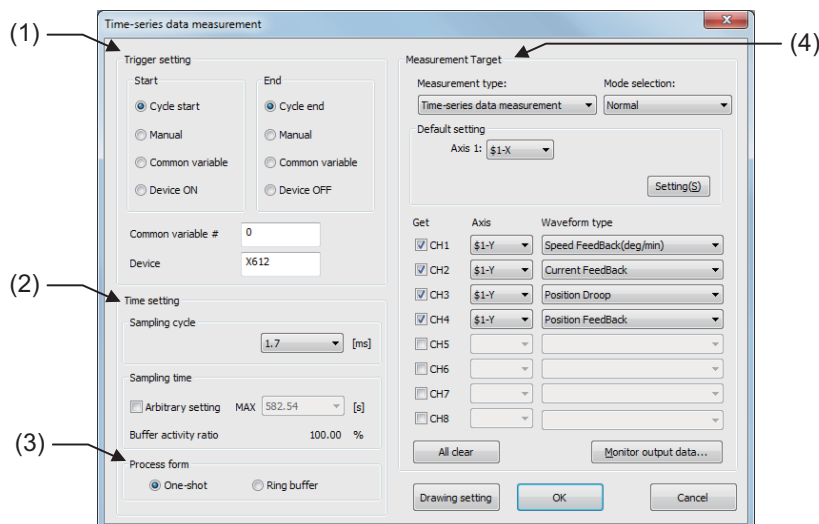 Time-series data measurement
(1)
(4)
Trigger setting
Start
End
Cycle start
Cycle end
Manual
Manual
Common variable
Common variable
Device ON
Device OFF
Common variable #
0
Device
X612
(2)
Time setting
Sampling cycle
1.7
[ms]
Sampling time
Arbitrary setting
MAX
582.54
[s]
Buffer activity ratio
100.00 %
(3)
Process form
One-shot
Ring buffer
Measurement Target
Measurement type:
Mode selection:
Time-series data measurement
Normal
Default setting
Axis 1:
$1-X
Setting(S)
Get
Axis
Waveform type
CH1
$1-Y
Speed FeedBack(deg/min)
CH2
$1-Y
Current FeedBack
CH3
$1-Y
Position Droop
CH4
$1-Y
Position FeedBack
CH5
CH6
CH7
CH8
All clear
Monitor output data...
Drawing setting
OK
Cancel